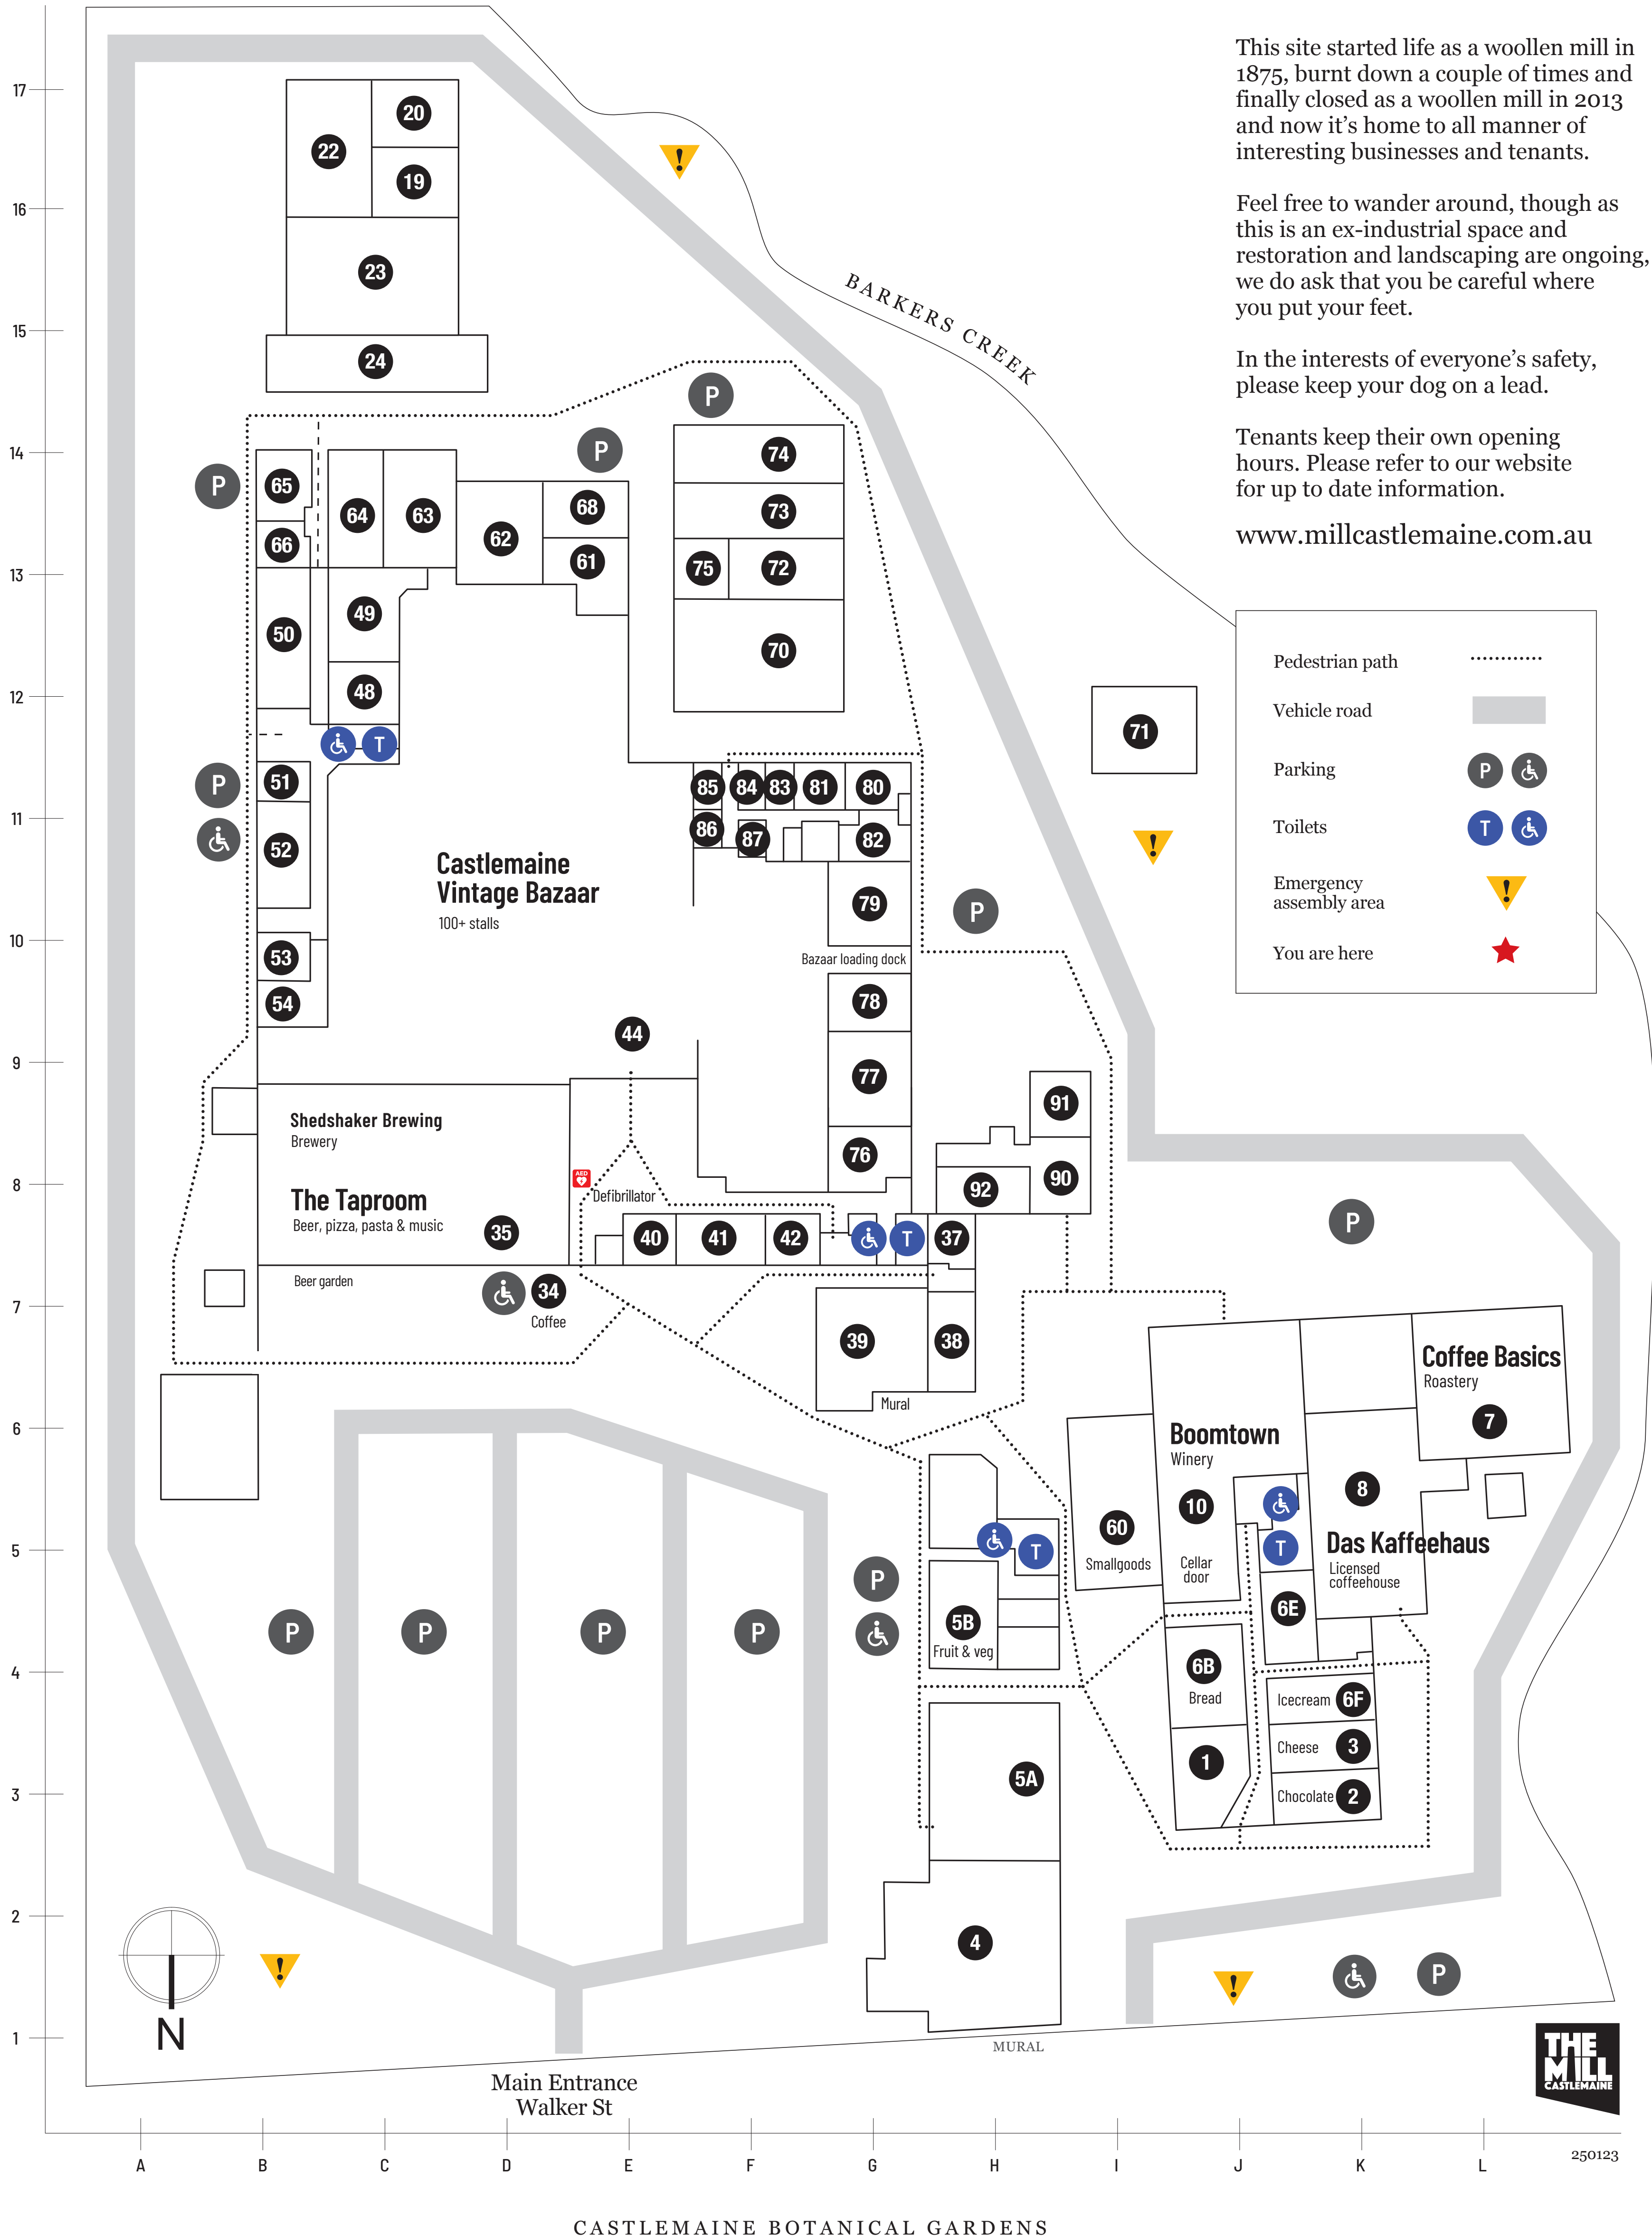 This site started life as a woollen mill in
1875, burnt down a couple of times and
finally closed as a woollen mill in 2013
and now it's home to all manner of
interesting businesses and tenants.
Feel free to wander around, though as
this is an ex-industrial space and
restoration and landscaping are ongoing,
we do ask that you be careful where
you put your feet.
In the interests of everyone's safety,
please keep your dog on a lead.
Tenants keep their own opening
hours. Please refer to our website
for up to date information.
www.millcastlemaine.com.au
Pedestrian path
Vehicle road
Parking
P
Toilets
T
Emergency
assembly area
!
You are here
17
16
15
14
13
12
11
10
9
8
7
6
5
4
3
2
1
20
22
19
23
24
!
BARKERS CREEK
P
P
74
P
65
64
63
68
73
62
66
61
75
72
49
50
70
48
71
T
P
51
85
84
83
81
80
86
87
82
52
!
Castlemaine
Vintage Bazaar
100+ stalls
79
P
53
Bazaar loading dock
54
78
44
77
91
Shedshaker Brewing
Brewery
76
90
92
AED
Defibrillator
The Taproom
Beer, pizza, pasta & music
35
40
41
42
T
37
P
Beer garden
34
Coffee
39
38
Mural
Coffee Basics
Roastery
7
Boomtown
Winery
8
10
60
Smallgoods
Cellar
door
T
Das Kaffeehaus
Licensed
coffeehouse
T
P
6E
5B
Fruit & veg
P
P
P
P
6B
Bread
Icecream
6F
Cheese
3
1
5A
Chocolate
2
4
!
!
P
N
MURAL
THE
MILL
CASTLEMAINE
Main Entrance
Walker St
A
B
C
D
E
F
G
H
I
J
K
L
250123
CASTLEMAINE BOTANICAL GARDENS